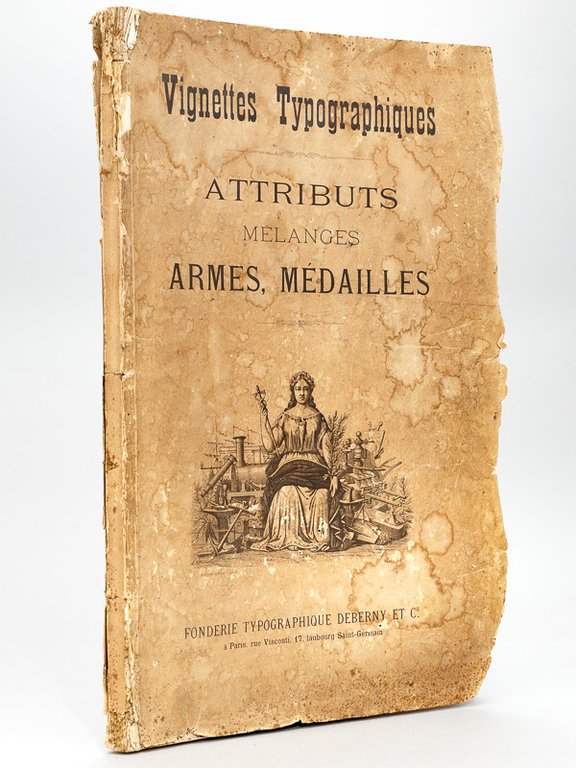 Vignettes Typographiques
ATTRIBUTS
MÉLANGES
ARMES, MÉDAILLES
FONDERIE TYPOGRAPHIQUE DEBERNY ET Cie
a Paris, rue Visconti, 17, faubourg Saint-Germain